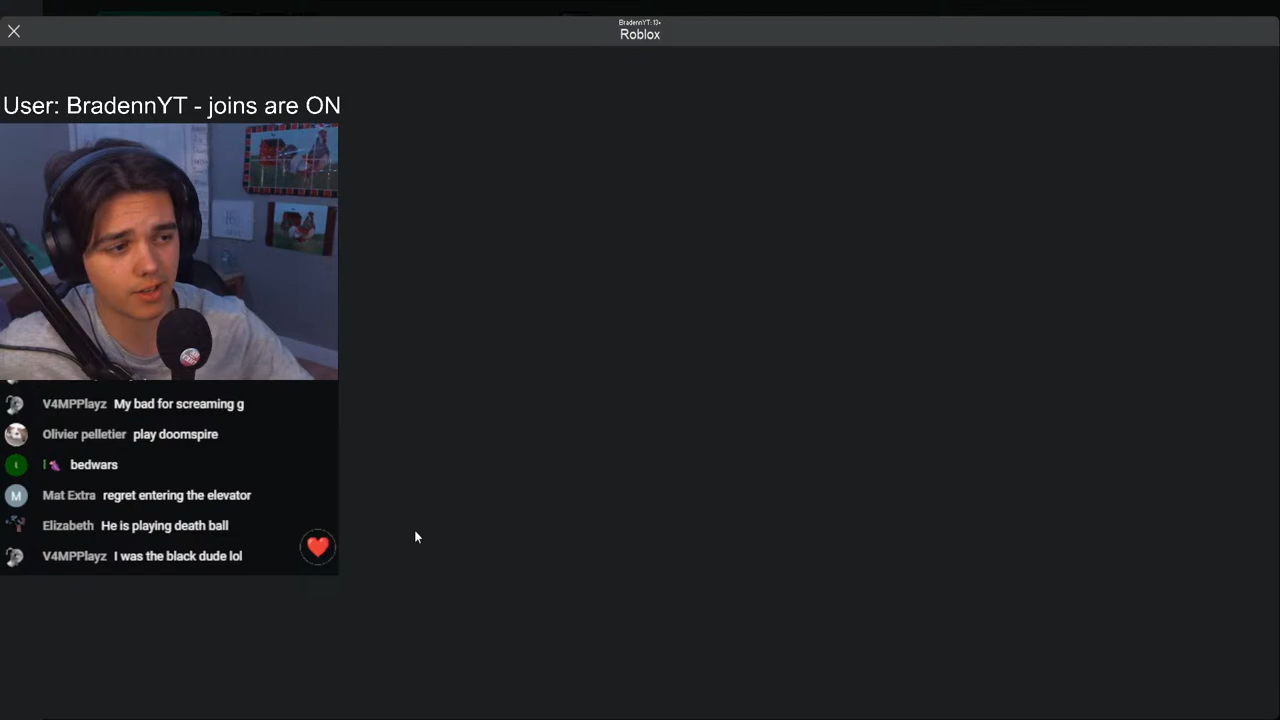 BradennYT: 13+
Roblox
User: BradennYT - joins are ON
V4MPPlayz My bad for screaming g
Olivier pelletier play doomspire
bedwars
Mat Extra regret entering the elevator
Elizabeth He is playing death ball
V4MPPlayz I was the black dude lol